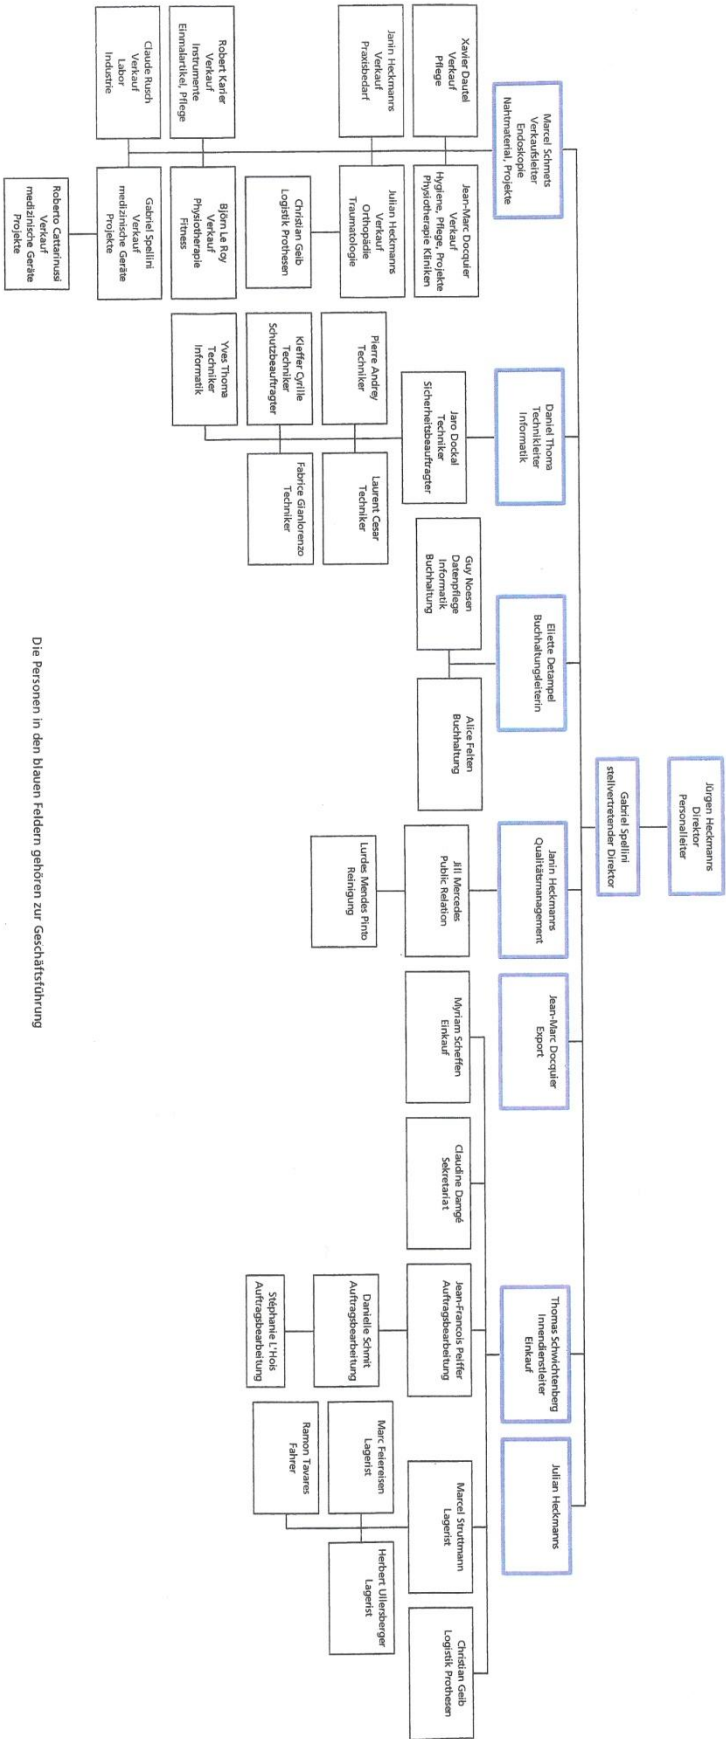 Jürgen Heckmanns
Direktor
Personalleiter
Gabriel Spellini
stellvertretender Direktor
Marcel Schmets
Verkaufsleiter
Endoskopie
Nahtmaterial, Projekte
Daniel Thoma
Technikleiter
Informatik
Eliette Detampel
Buchhaltungsleiterin
Janin Heckmanns
Qualitätsmanagement
Jean-Marc Docquier
Export
Thomas Schwichtenberg
Innendienstleiter
Einkauf
Julian Heckmanns
Xavier Dautel
Verkauf
Pflege
Jean-Marc Docquier
Verkauf
Hygiene, Pflege, Projekte
Physiotherapie Kliniken
Janin Heckmanns
Verkauf
Praxisbedarf
Julian Heckmanns
Verkauf
Orthopädie
Traumatologie
Christian Geib
Logistik Prothesen
Robert Karier
Verkauf
Instrumente
Einmalartikel, Pflege
Björn Le Roy
Verkauf
Physiotherapie
Fitness
Claude Rusch
Verkauf
Labor
Industrie
Gabriel Spellini
Verkauf
medizinische Geräte
Projekte
Roberto Cattarinussi
Verkauf
medizinische Geräte
Projekte
Jaro Dockal
Techniker
Sicherheitsbeauftragter
Pierre Andrey
Techniker
Laurent Cesar
Techniker
Kieffer Cyrille
Techniker
Schutzbeauftragter
Fabrice Gianlorenzo
Techniker
Yves Thoma
Techniker
Informatik
Guy Noesen
Datenpflege
Informatik
Buchhaltung
Alice Felten
Buchhaltung
Jill Mercedes
Public Relation
Lurdes Mendes Pinto
Reinigung
Myriam Scheffen
Einkauf
Claudine Damgé
Sekretariat
Jean-Francois Peiffer
Auftragsbearbeitung
Danielle Schmit
Auftragsbearbeitung
Stéphanie L'Hois
Auftragsbearbeitung
Marcel Struttmann
Lagerist
Marc Feiereisen
Lagerist
Herbert Ullersberger
Lagerist
Ramon Tavares
Fahrer
Christian Geib
Logistik Prothesen
Die Personen in den blauen Feldern gehören zur Geschäftsführung